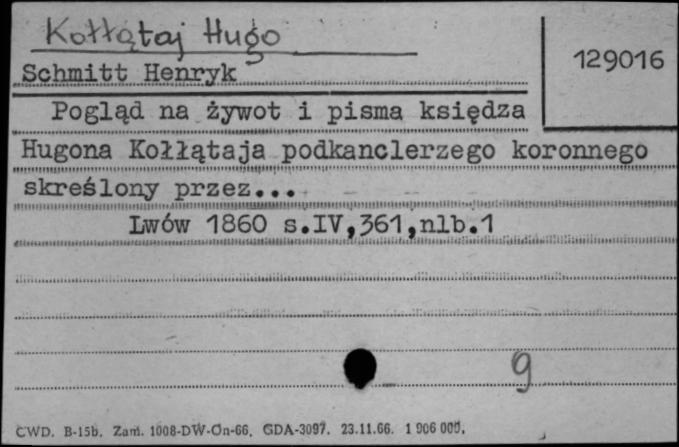 Kołłątaj Hugo
129016
Schmitt Henryk
Pogląd na żywot i pisma księdza
Hugona Kołłątaja podkanclerzego koronnego
skreślony przez...
Lwów 1860 s.IV,361,nlb.1
9
CWD. B-15b. Zam. 1008-DW-On-66. GDA-3097. 23.11.66. 1 906 000.